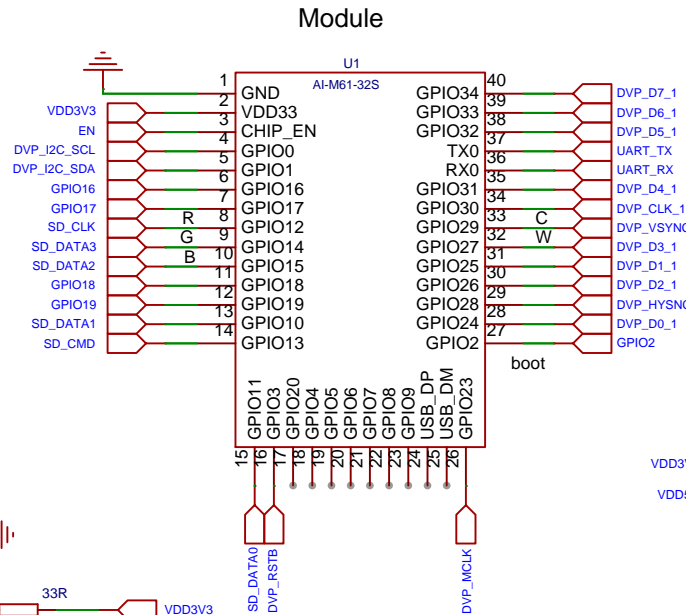 Module
U1
AI-M61-32S
1 GND
2 VDD33
3 CHIP_EN
4 GPIO0
5 GPIO1
6 GPIO16
7 GPIO17
8 GPIO12
9 GPIO14
10 GPIO15
11 GPIO18
12 GPIO19
13 GPIO10
14 GPIO13
VDD3V3
EN
DVP_I2C_SCL
DVP_I2C_SDA
GPIO16
GPIO17
SD_CLK R
SD_DATA3 G
SD_DATA2 B
GPIO18
GPIO19
SD_DATA1
SD_CMD
GPIO34 40 DVP_D7_1
GPIO33 39 DVP_D6_1
GPIO32 38 DVP_D5_1
TX0 37 UART_TX
RX0 36 UART_RX
GPIO31 35 DVP_D4_1
GPIO30 34 DVP_CLK_1
GPIO29 33 C DVP_VSYNC
GPIO27 32 W DVP_D3_1
GPIO25 31 DVP_D1_1
GPIO26 30 DVP_D2_1
GPIO28 29 DVP_HYSNC
GPIO24 28 DVP_D0_1
GPIO2 27 GPIO2
boot
15 GPIO11
16 GPIO3
17 GPIO20
18 GPIO4
19 GPIO5
20 GPIO6
21 GPIO7
22 GPIO8
23 GPIO9
24 USB_DP
25 USB_DM
26 GPIO23
SD_DATA0
DVP_RSTB
DVP_MCLK
33R
VDD3V3